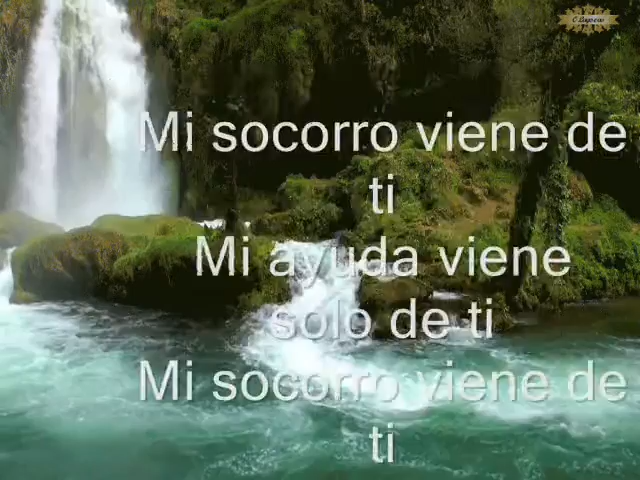 Mi socorro viene de
ti
Mi ayuda viene
solo de ti
Mi socorro viene de
ti